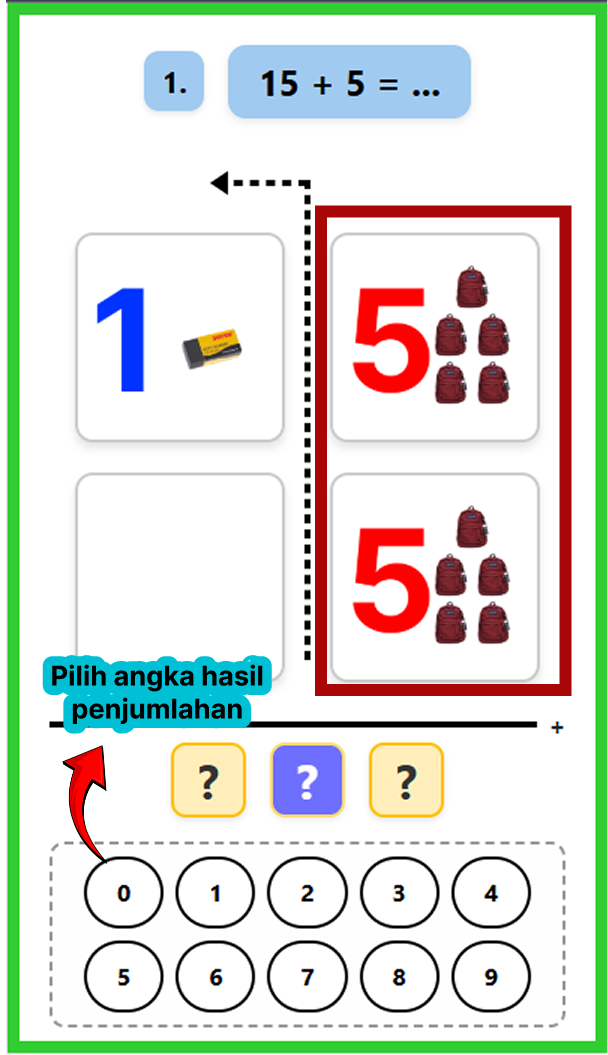 1. 15 + 5 = ...
1 5
5
Pilih angka hasil
penjumlahan
+
? ? ?
0 1 2 3 4
5 6 7 8 9